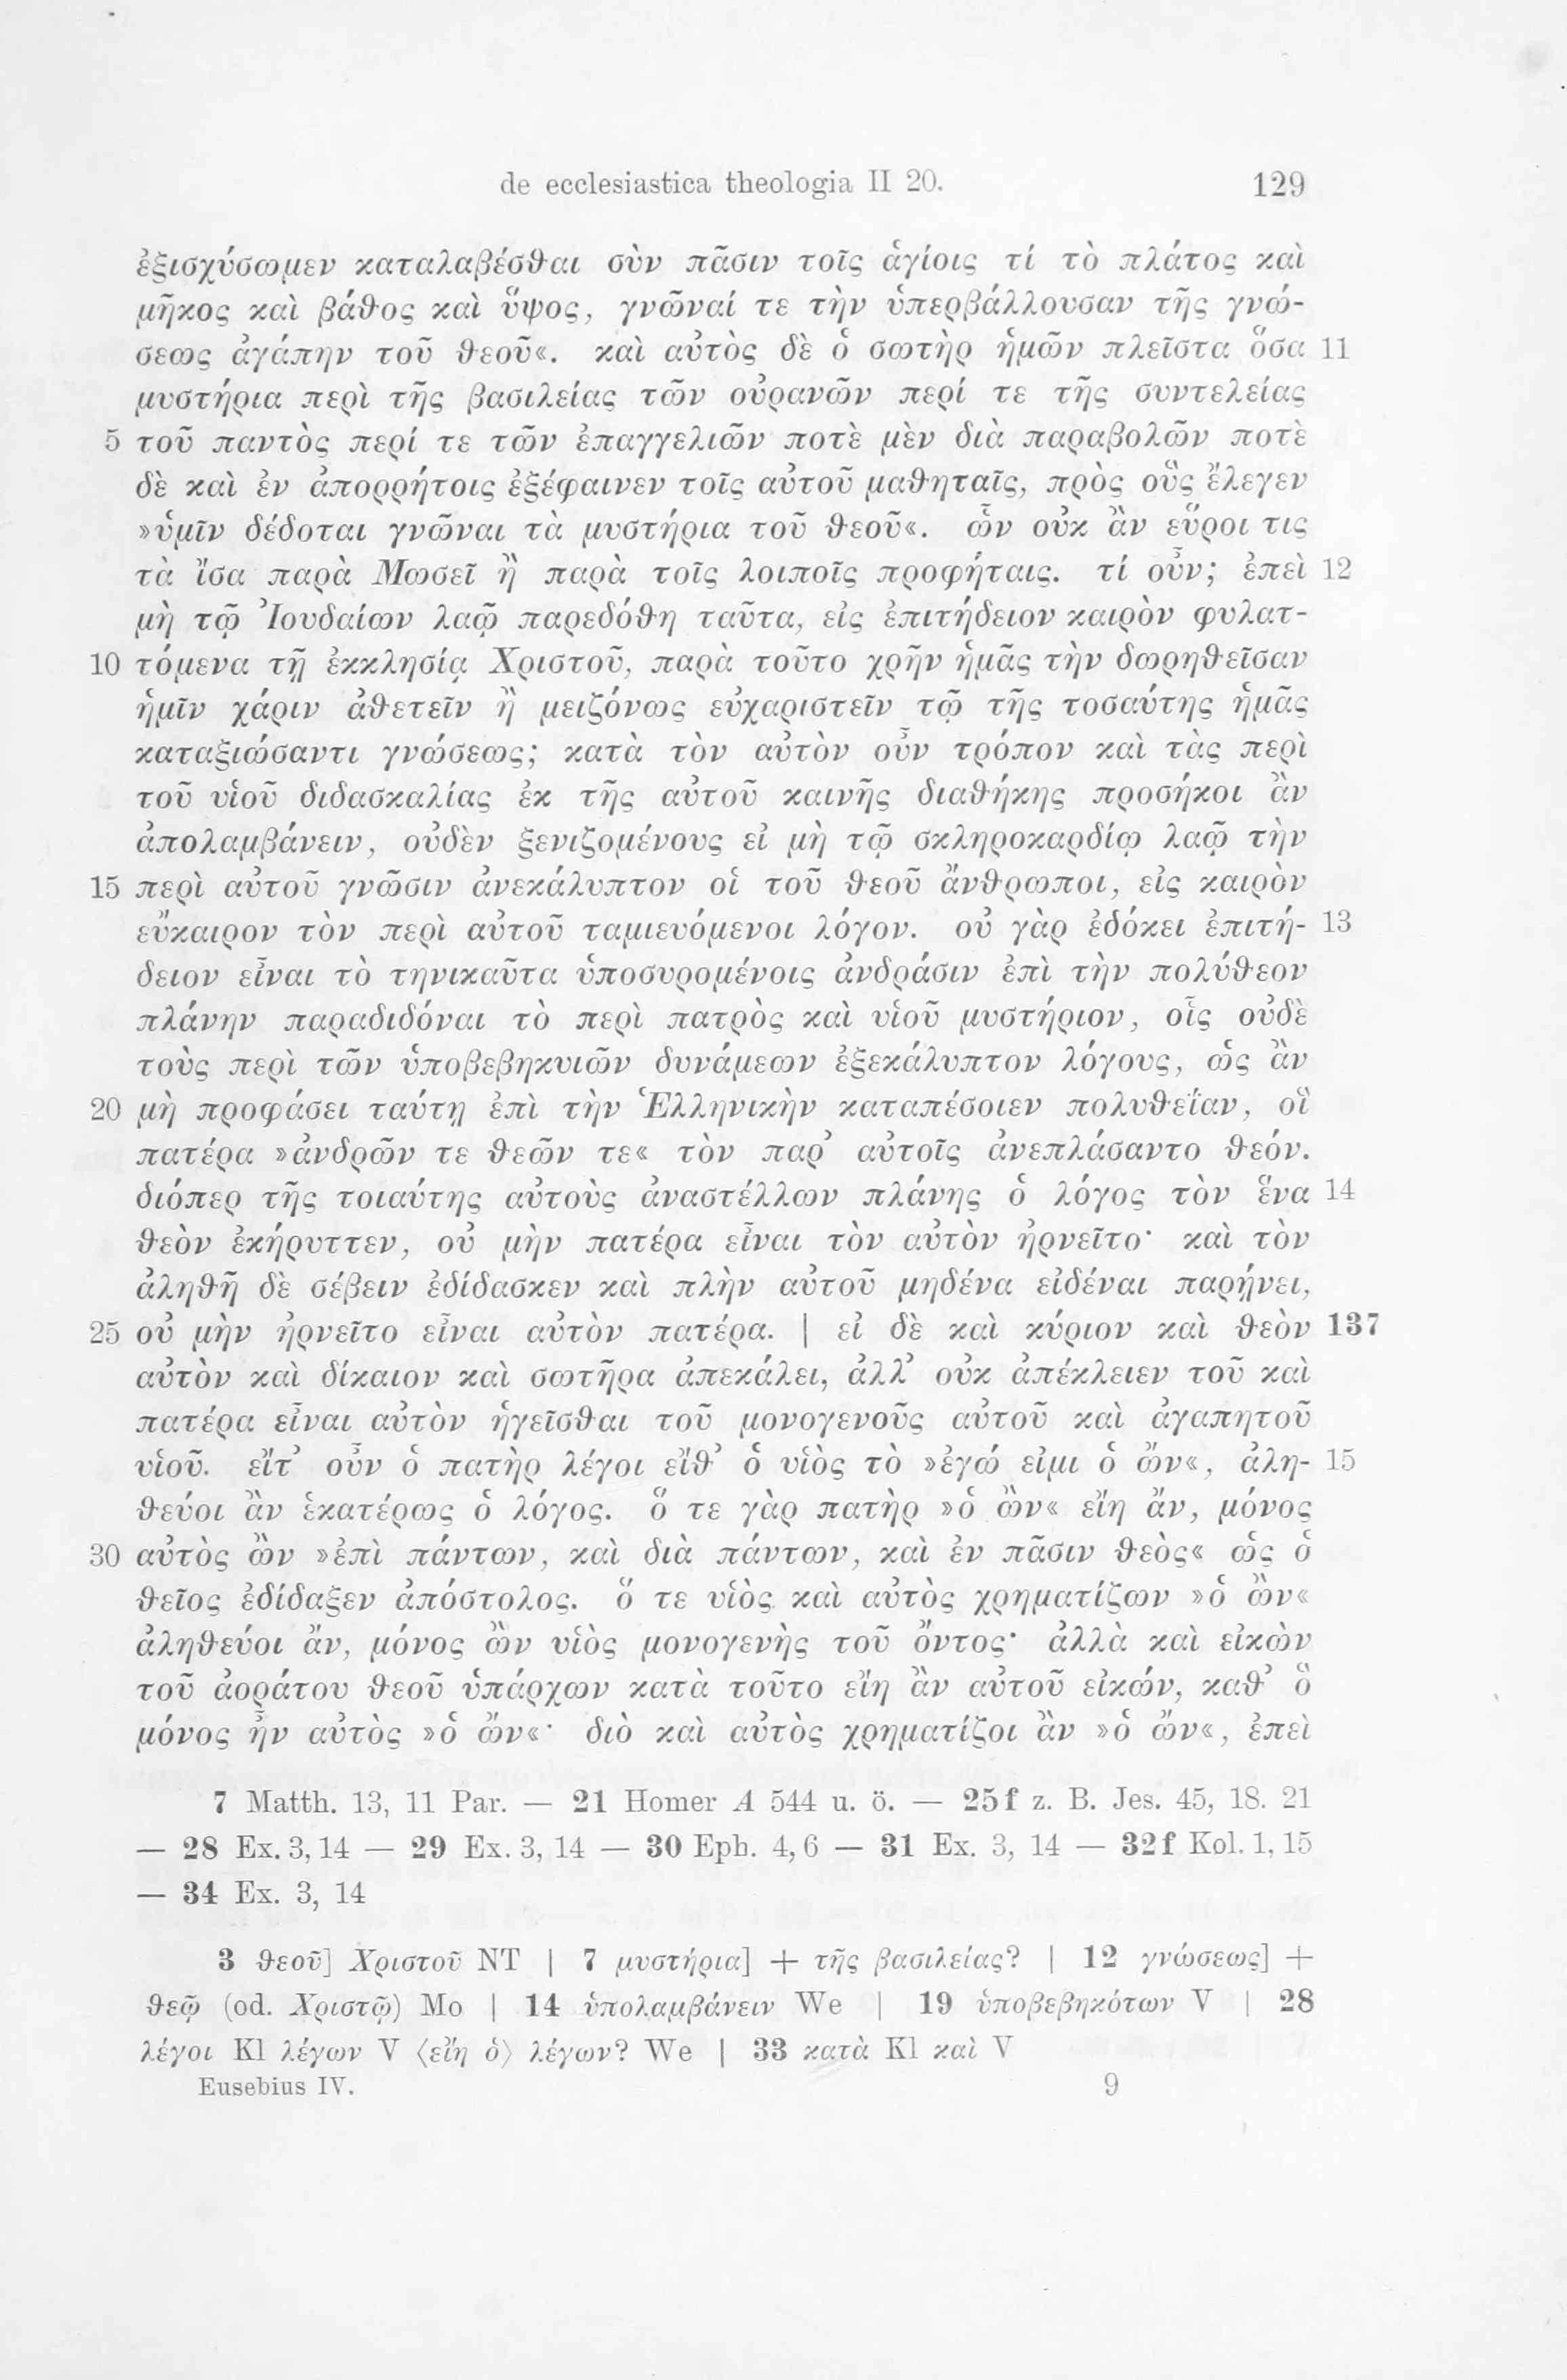 de ecclesiastica theologia II 20. 129
ἐξισχύσωμεν καταλαβέσθαι σὺν πᾶσιν τοῖς ἁγίοις τί τὸ πλάτος καὶ
μῆκος καὶ βάθος καὶ ὕψος, γνῶναί τε τὴν ὑπερβάλλουσαν τῆς γνώ-
σεως ἀγάπην τοῦ θεοῦ«. καὶ αὐτὸς δὲ ὁ σωτὴρ ἡμῶν πλεῖστα ὅσα 11
μυστήρια περὶ τῆς βασιλείας τῶν οὐρανῶν περί τε τῆς συντελείας
5 τοῦ παντὸς περί τε τῶν ἐπαγγελιῶν ποτὲ μὲν διὰ παραβολῶν ποτὲ
δὲ καὶ ἐν ἀπορρήτοις ἐξέφαινεν τοῖς αὐτοῦ μαθηταῖς, πρὸς οὓς ἔλεγεν
»ὑμῖν δέδοται γνῶναι τὰ μυστήρια τοῦ θεοῦ«. ὧν οὐκ ἂν εὕροι τις
τὰ ἴσα παρὰ Μωσεῖ ἢ παρὰ τοῖς λοιποῖς προφήταις. τί οὖν; ἐπεὶ 12
μὴ τῷ Ἰουδαίων λαῷ παρεδόθη ταῦτα, εἰς ἐπιτήδειον καιρὸν φυλατ-
10 τόμενα τῇ ἐκκλησίᾳ Χριστοῦ, παρὰ τοῦτο χρῆν ἡμᾶς τὴν δωρηθεῖσαν
ἡμῖν χάριν ἀθετεῖν ἢ μειζόνως εὐχαριστεῖν τῷ τῆς τοσαύτης ἡμᾶς
καταξιώσαντι γνώσεως; κατὰ τὸν αὐτὸν οὖν τρόπον καὶ τὰς περὶ
τοῦ υἱοῦ διδασκαλίας ἐκ τῆς αὐτοῦ καινῆς διαθήκης προσήκοι ἂν
ἀπολαμβάνειν, οὐδὲν ξενιζομένους εἰ μὴ τῷ σκληροκαρδίῳ λαῷ τὴν
15 περὶ αὐτοῦ γνῶσιν ἀνεκάλυπτον οἱ τοῦ θεοῦ ἄνθρωποι, εἰς καιρὸν
εὔκαιρον τὸν περὶ αὐτοῦ ταμιευόμενοι λόγον. οὐ γὰρ ἐδόκει ἐπιτή- 13
δειον εἶναι τὸ τηνικαῦτα ὑποσυρομένοις ἀνδράσιν ἐπὶ τὴν πολύθεον
πλάνην παραδιδόναι τὸ περὶ πατρὸς καὶ υἱοῦ μυστήριον, οἷς οὐδὲ
τοὺς περὶ τῶν ὑποβεβηκυιῶν δυνάμεων ἐξεκάλυπτον λόγους, ὡς ἂν
20 μὴ προφάσει ταύτῃ ἐπὶ τὴν Ἑλληνικὴν καταπέσοιεν πολυθεΐαν, οἳ
πατέρα »ἀνδρῶν τε θεῶν τε« τὸν παρ᾽ αὐτοῖς ἀνεπλάσαντο θεόν.
διόπερ τῆς τοιαύτης αὐτοὺς ἀναστέλλων πλάνης ὁ λόγος τὸν ἕνα 14
θεὸν ἐκήρυττεν, οὐ μὴν πατέρα εἶναι τὸν αὐτὸν ἠρνεῖτο· καὶ τὸν
ἀληθῆ δὲ σέβειν ἐδίδασκεν καὶ πλὴν αὐτοῦ μηδένα εἰδέναι παρῄνει,
25 οὐ μὴν ἠρνεῖτο εἶναι αὐτὸν πατέρα. | εἰ δὲ καὶ κύριον καὶ θεὸν 137
αὐτὸν καὶ δίκαιον καὶ σωτῆρα ἀπεκάλει, ἀλλ᾽ οὐκ ἀπέκλειεν τοῦ καὶ
πατέρα εἶναι αὐτὸν ἡγεῖσθαι τοῦ μονογενοῦς αὐτοῦ καὶ ἀγαπητοῦ
υἱοῦ. εἴτ᾽ οὖν ὁ πατὴρ λέγοι εἴθ᾽ ὁ υἱὸς τὸ »ἐγώ εἰμι ὁ ὤν«, ἀλη- 15
θεύοι ἂν ἑκατέρως ὁ λόγος. ὅ τε γὰρ πατὴρ »ὁ ὢν« εἴη ἄν, μόνος
30 αὐτὸς ὢν »ἐπὶ πάντων, καὶ διὰ πάντων, καὶ ἐν πᾶσιν θεὸς« ὡς ὁ
θεῖος ἐδίδαξεν ἀπόστολος. ὅ τε υἱὸς καὶ αὐτὸς χρηματίζων »ὁ ὢν«
ἀληθεύοι ἄν, μόνος ὢν υἱὸς μονογενὴς τοῦ ὄντος· ἀλλὰ καὶ εἰκὼν
τοῦ ἀοράτου θεοῦ ὑπάρχων κατὰ τοῦτο εἴη ἂν αὐτοῦ εἰκών, καθ᾽ ὃ
μόνος ἦν αὐτὸς »ὁ ὤν«· διὸ καὶ αὐτὸς χρηματίζοι ἂν »ὁ ὤν«, ἐπεὶ
7 Matth. 13, 11 Par. — 21 Homer Α 544 u. ö. — 25f z. B. Jes. 45, 18. 21
— 28 Ex. 3, 14 — 29 Ex. 3, 14 — 30 Eph. 4, 6 — 31 Ex. 3, 14 — 32f Kol. 1, 15
— 34 Ex. 3, 14
3 θεοῦ] Χριστοῦ NT | 7 μυστήρια] + τῆς βασιλείας? | 12 γνώσεως] +
θεῷ (od. Χριστῷ) Mo | 14 ὑπολαμβάνειν We | 19 ὑποβεβηκότων V | 28
λέγοι Kl λέγων V ⟨εἴη ὁ⟩ λέγων? We | 33 κατὰ Kl καὶ V
Eusebius IV. 9